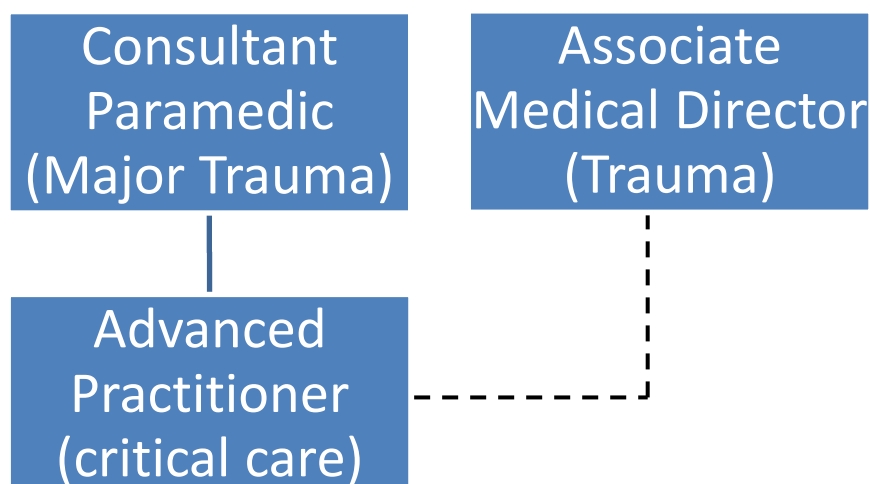 Consultant
Paramedic
(Major Trauma)
Associate
Medical Director
(Trauma)
Advanced
Practitioner
(critical care)